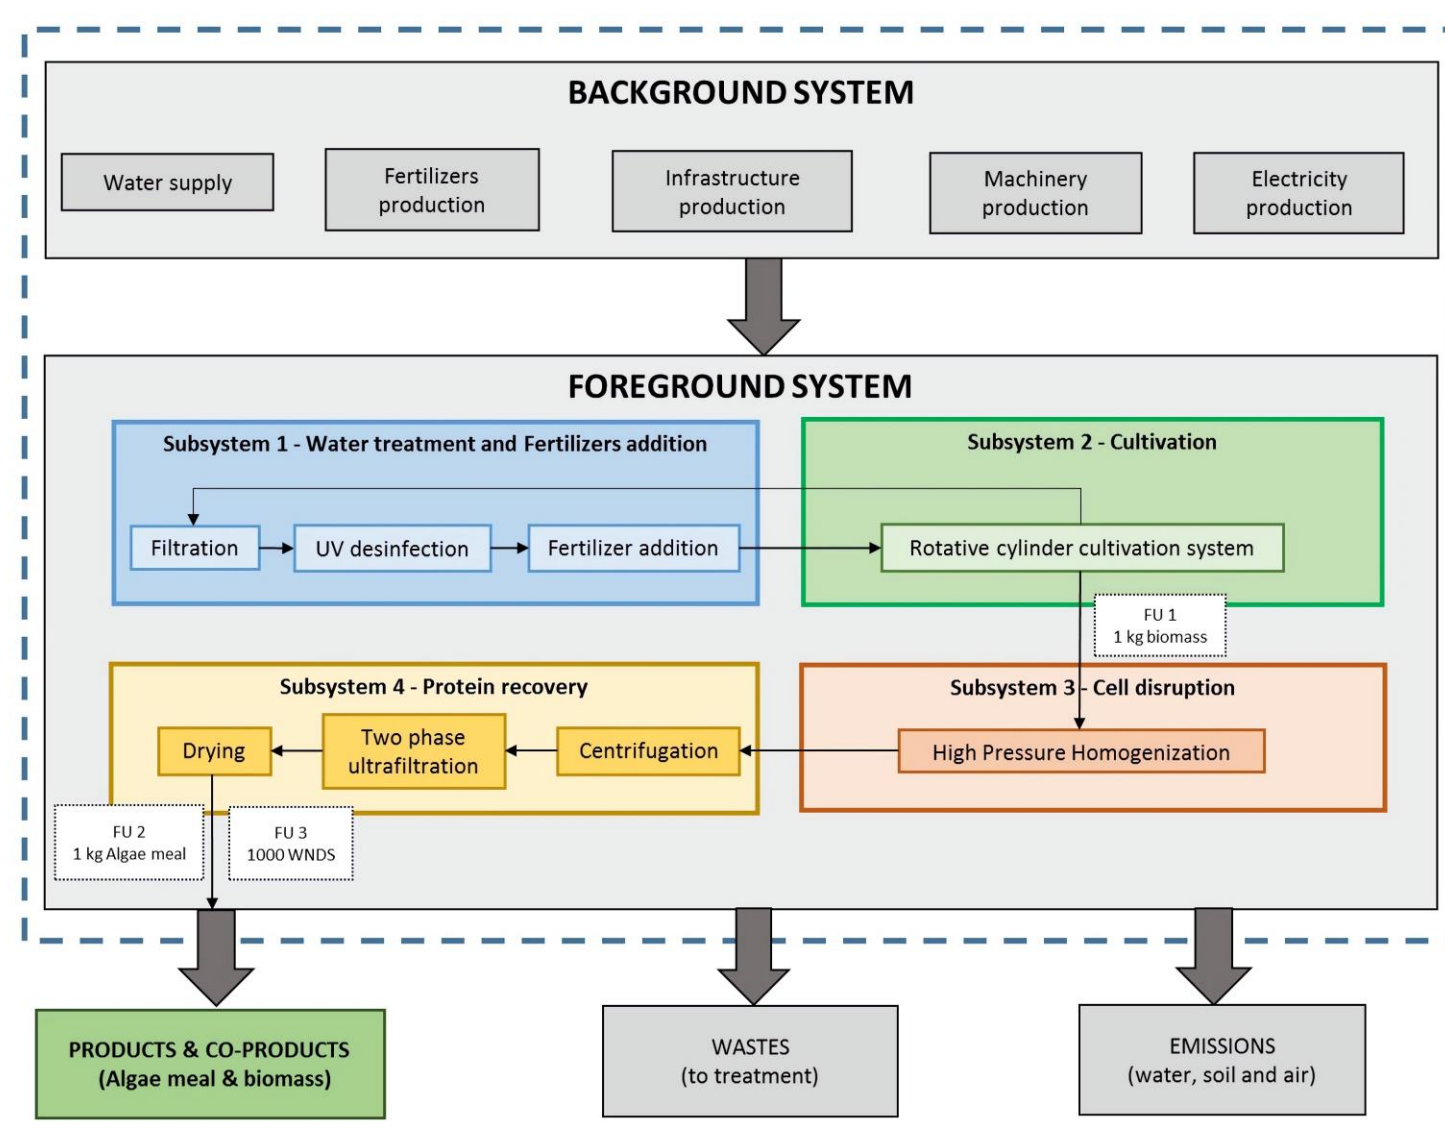 BACKGROUND SYSTEM
Water supply
Fertilizers
production
Infrastructure
production
Machinery
production
Electricity
production
FOREGROUND SYSTEM
Subsystem 1 - Water treatment and Fertilizers addition
Filtration
UV desinfection
Fertilizer addition
Subsystem 2 - Cultivation
Rotative cylinder cultivation system
FU 1
1 kg biomass
Subsystem 3 - Cell disruption
High Pressure Homogenization
Subsystem 4 - Protein recovery
Centrifugation
Two phase
ultrafiltration
Drying
FU 2
1 kg Algae meal
FU 3
1000 WNDS
PRODUCTS & CO-PRODUCTS
(Algae meal & biomass)
WASTES
(to treatment)
EMISSIONS
(water, soil and air)